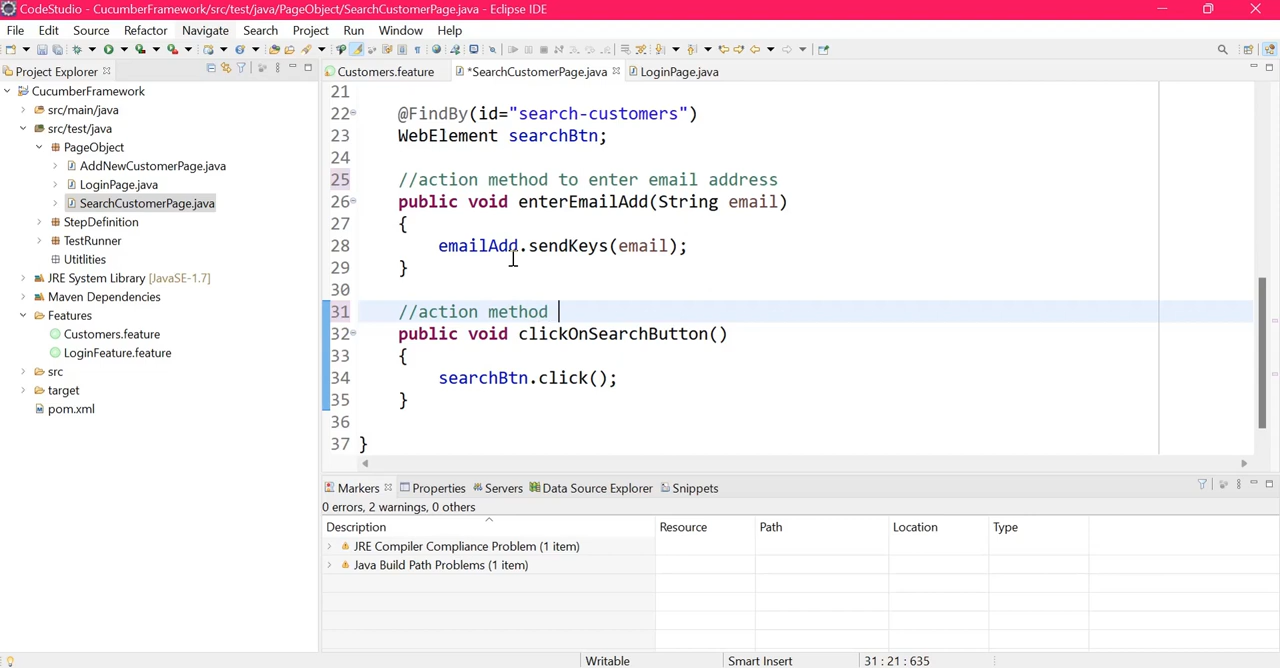 CodeStudio - CucumberFramework/src/test/java/PageObject/SearchCustomerPage.java - Eclipse IDE
File Edit Source Refactor Navigate Search Project Run Window Help
Project Explorer
Customers.feature *SearchCustomerPage.java LoginPage.java
CucumberFramework
src/main/java
src/test/java
PageObject
AddNewCustomerPage.java
LoginPage.java
SearchCustomerPage.java
StepDefinition
TestRunner
Utitlities
JRE System Library [JavaSE-1.7]
Maven Dependencies
Features
Customers.feature
LoginFeature.feature
src
target
pom.xml
21
22 @FindBy(id="search-customers")
23 WebElement searchBtn;
24
25 //action method to enter email address
26 public void enterEmailAdd(String email)
27 {
28 emailAdd.sendKeys(email);
29 }
30
31 //action method
32 public void clickOnSearchButton()
33 {
34 searchBtn.click();
35 }
36
37 }
Markers Properties Servers Data Source Explorer Snippets
0 errors, 2 warnings, 0 others
Description Resource Path Location Type
JRE Compiler Compliance Problem (1 item)
Java Build Path Problems (1 item)
Writable Smart Insert 31 : 21 : 635